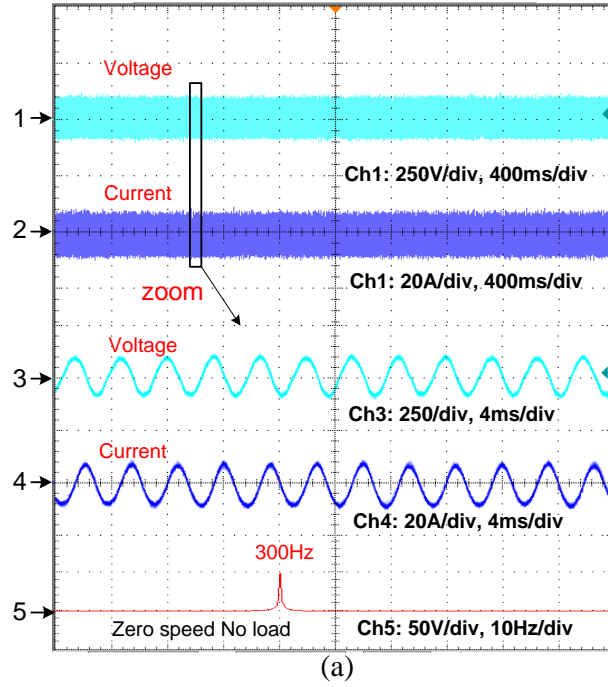 Voltage
1
Ch1: 250V/div, 400ms/div
Current
2
Ch1: 20A/div, 400ms/div
zoom
Voltage
3
Ch3: 250/div, 4ms/div
Current
4
Ch4: 20A/div, 4ms/div
300Hz
5
Zero speed No load
Ch5: 50V/div, 10Hz/div
(a)